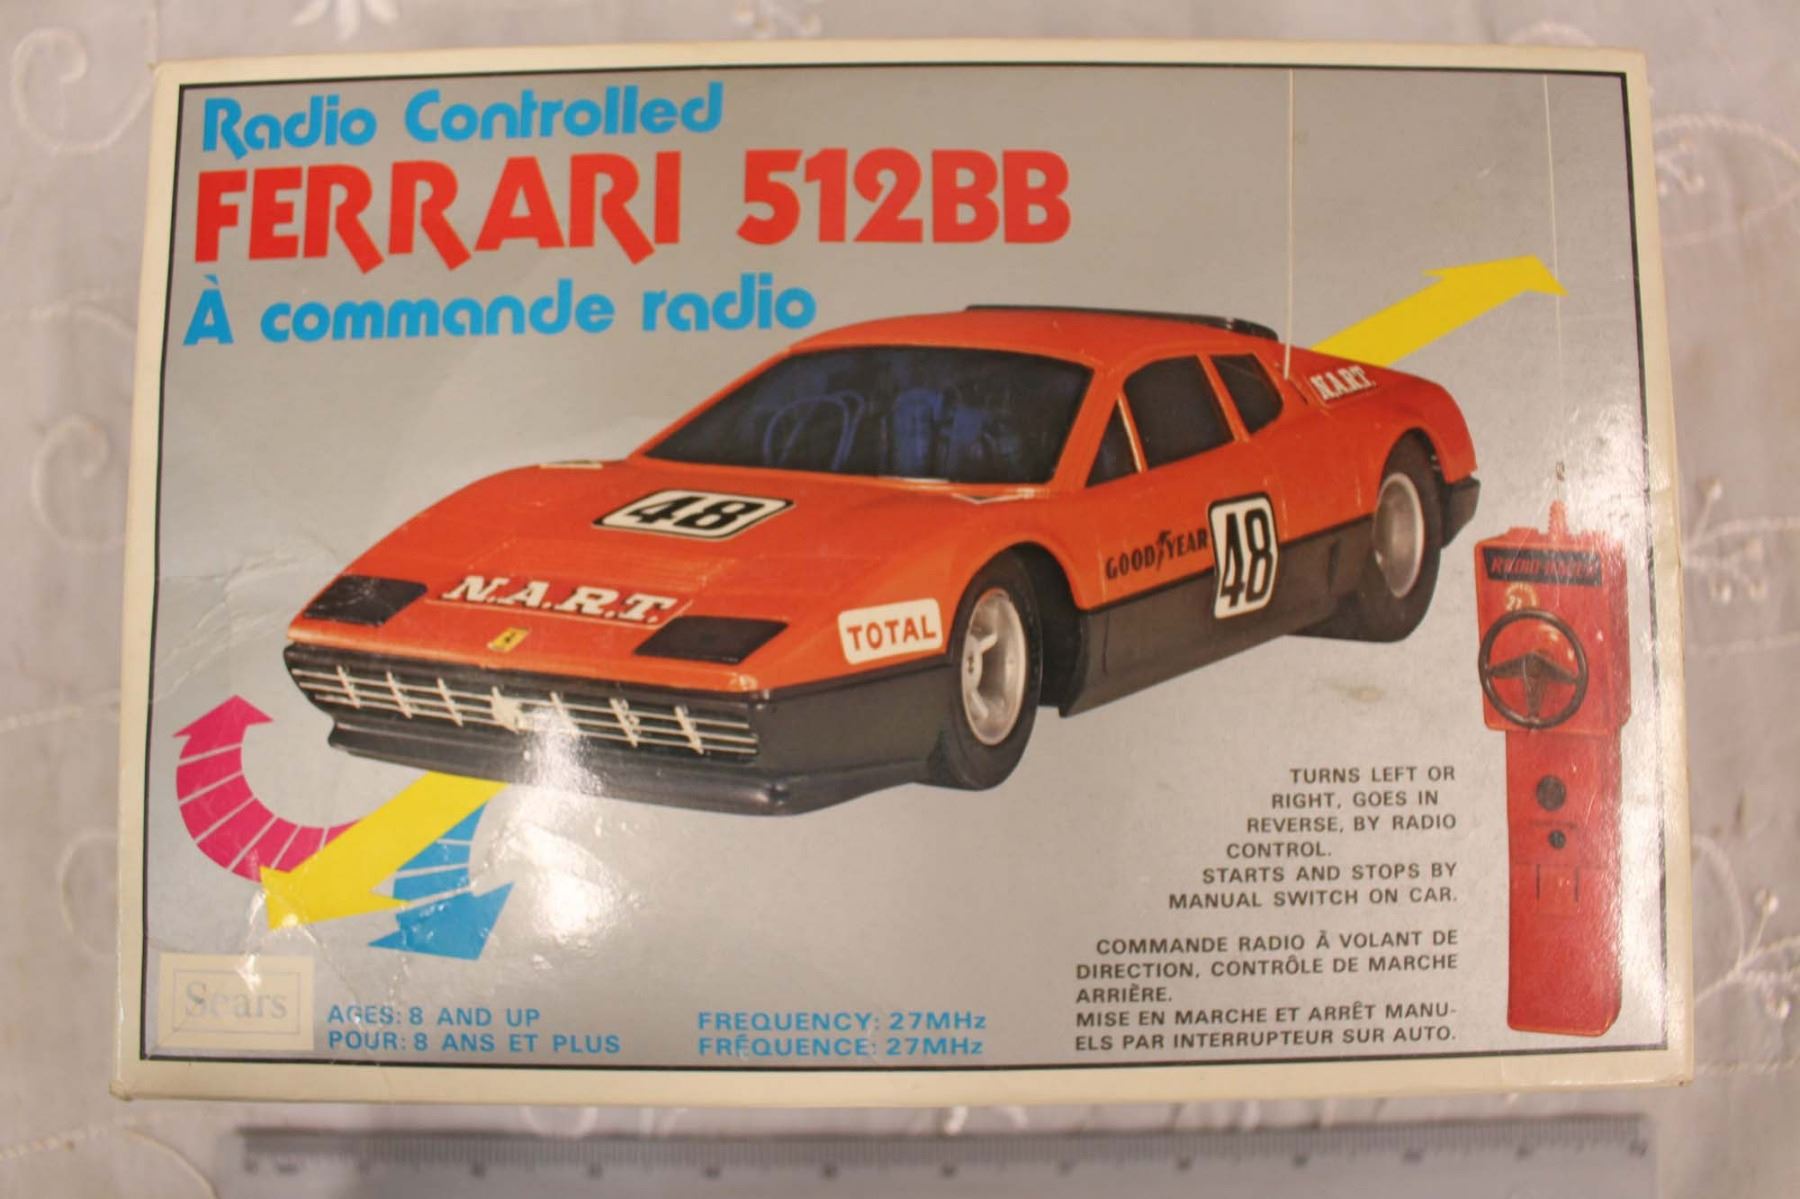 Radio Controlled
FERRARI 512BB
À commande radio
N.A.R.T.
48
GOODYEAR
48
N.A.R.T.
TOTAL
TURNS LEFT OR
RIGHT, GOES IN
REVERSE, BY RADIO
CONTROL.
STARTS AND STOPS BY
MANUAL SWITCH ON CAR.
COMMANDE RADIO À VOLANT DE
DIRECTION, CONTRÔLE DE MARCHE
ARRIÈRE.
MISE EN MARCHE ET ARRÊT MANU-
ELS PAR INTERRUPTEUR SUR AUTO.
Sears
AGES: 8 AND UP
POUR: 8 ANS ET PLUS
FREQUENCY: 27MHz
FRÉQUENCE: 27MHz